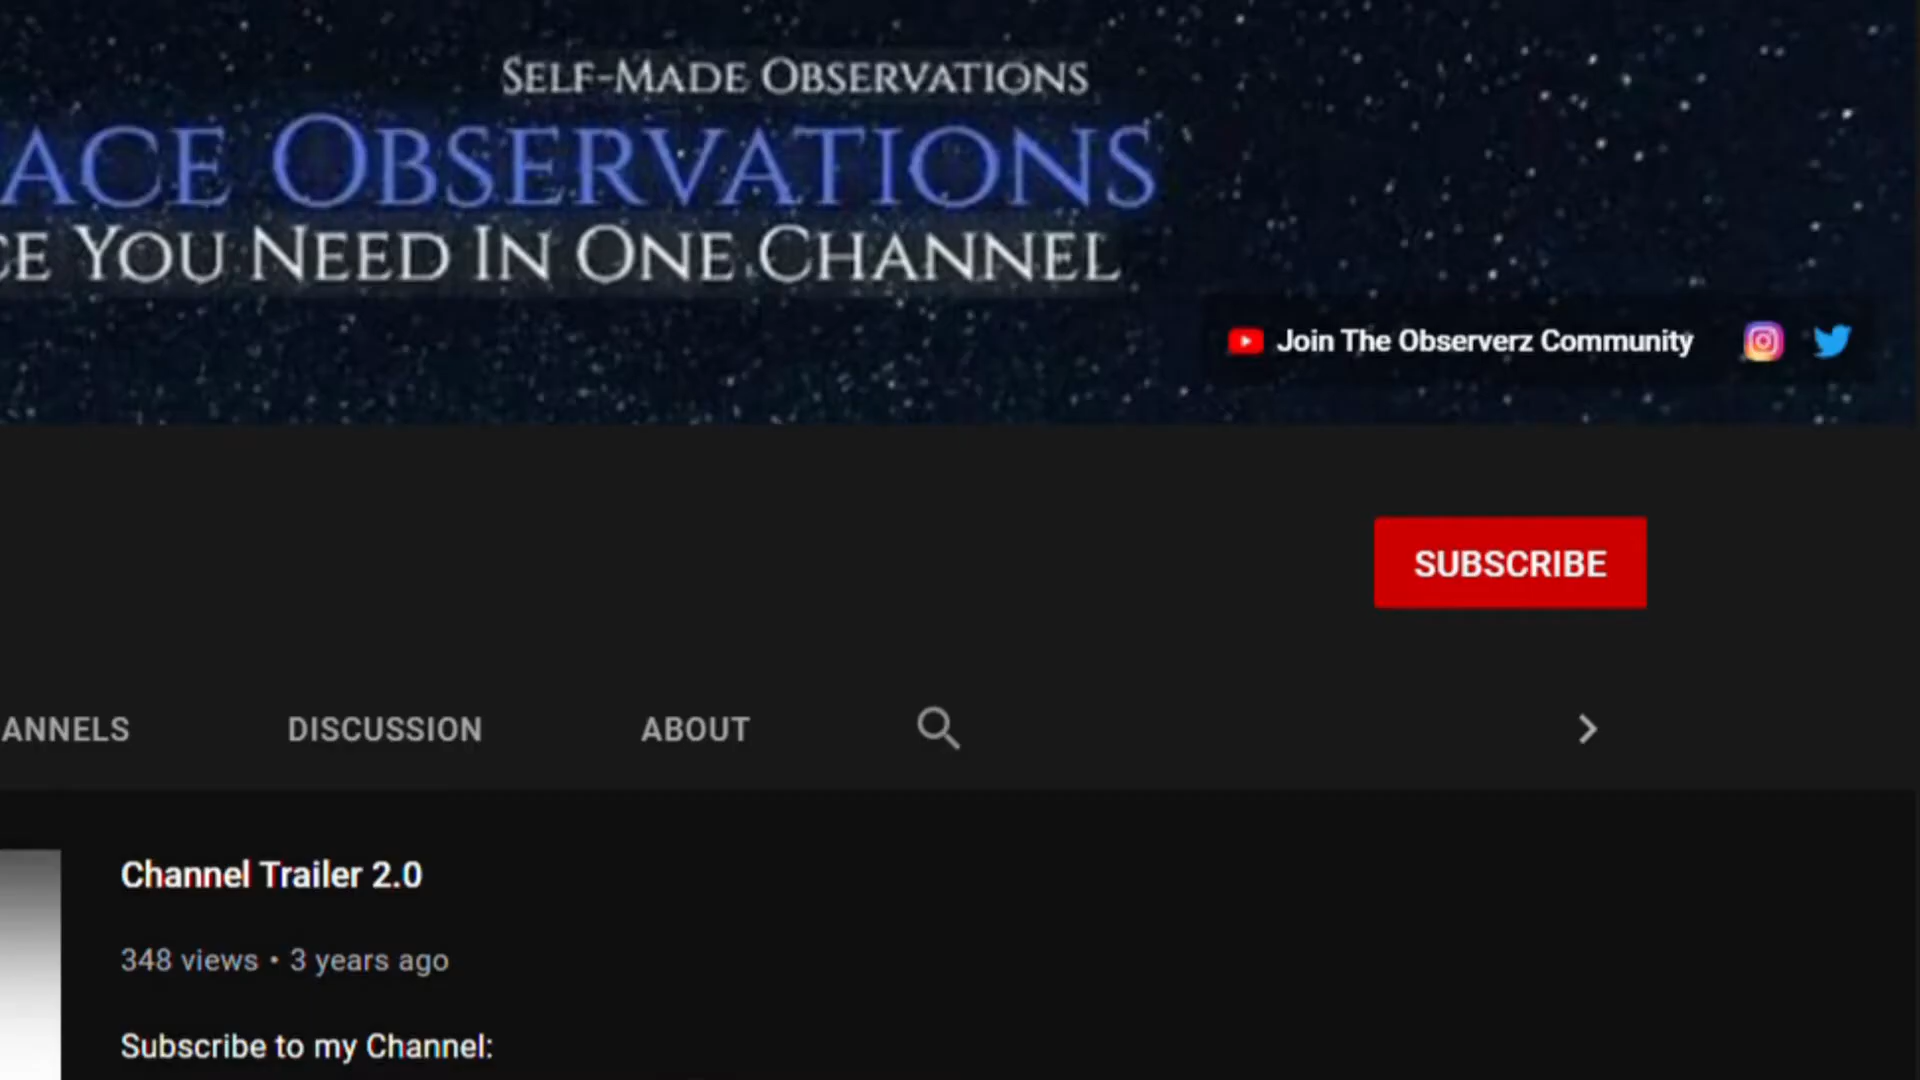 Self-Made Observations
ace Observations
ce You Need In One Channel
Join The Observerz Community
SUBSCRIBE
ANNELS
DISCUSSION
ABOUT
Channel Trailer 2.0
348 views • 3 years ago
Subscribe to my Channel: